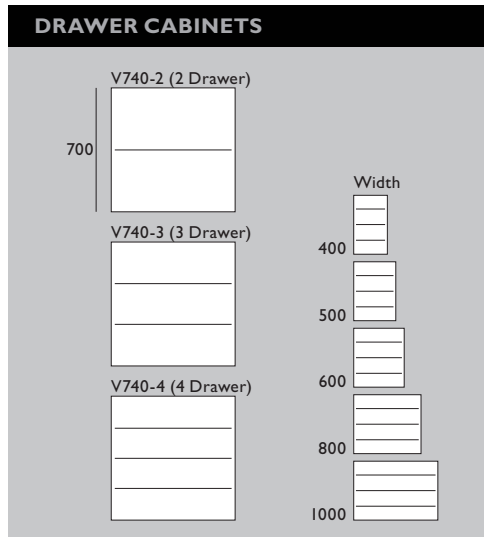 DRAWER CABINETS
V740-2 (2 Drawer)
700
V740-3 (3 Drawer)
V740-4 (4 Drawer)
Width
400
500
600
800
1000